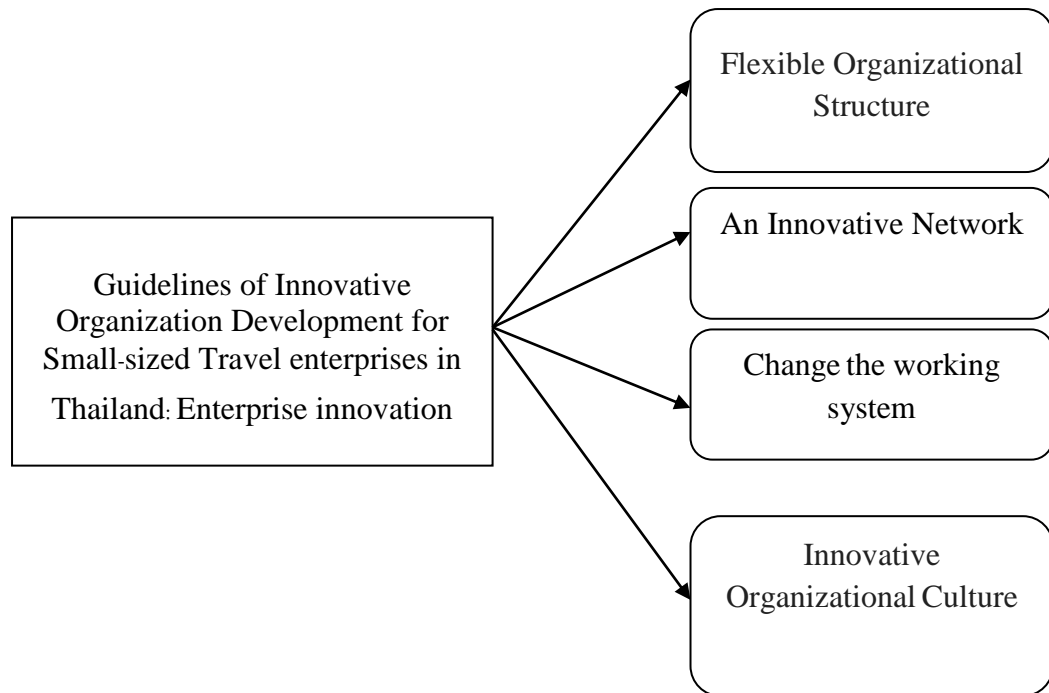 Guidelines of Innovative
Organization Development for
Small-sized Travel enterprises in
Thailand: Enterprise innovation
Flexible Organizational
Structure
An Innovative Network
Change the working
system
Innovative
Organizational Culture